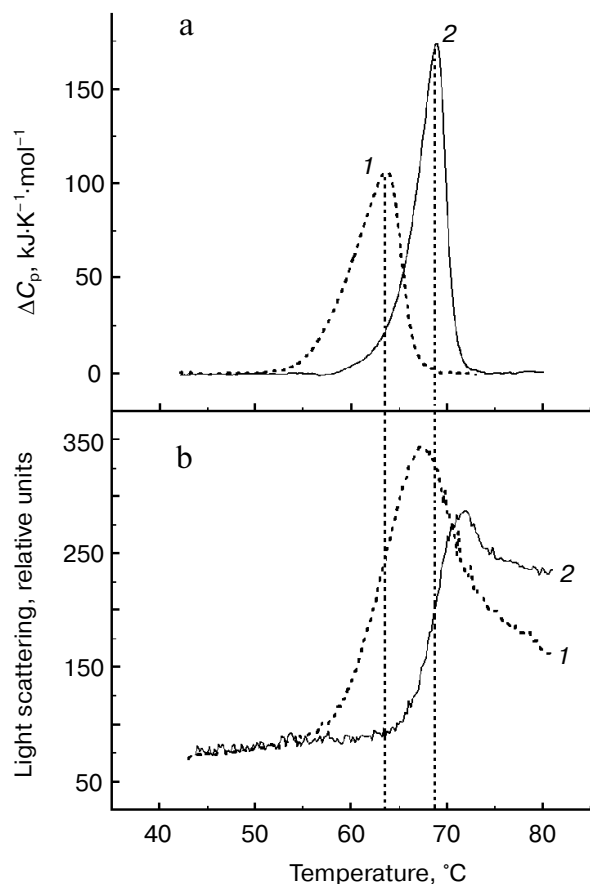 a
2
1
150
100
50
0
ΔCp, kJ·K⁻¹·mol⁻¹
b
350
250
150
50
2
1
Light scattering, relative units
40 50 60 70 80
Temperature, °C